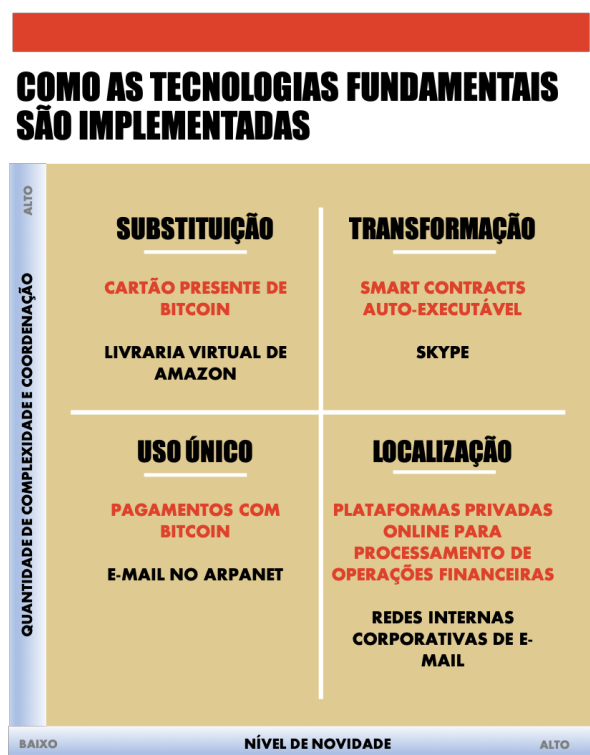 COMO AS TECNOLOGIAS FUNDAMENTAIS
SÃO IMPLEMENTADAS
ALTO
QUANTIDADE DE COMPLEXIDADE E COORDENAÇÃO
SUBSTITUIÇÃO
CARTÃO PRESENTE DE
BITCOIN
LIVRARIA VIRTUAL DE
AMAZON
TRANSFORMAÇÃO
SMART CONTRACTS
AUTO-EXECUTÁVEL
SKYPE
USO ÚNICO
PAGAMENTOS COM
BITCOIN
E-MAIL NO ARPANET
LOCALIZAÇÃO
PLATAFORMAS PRIVADAS
ONLINE PARA
PROCESSAMENTO DE
OPERAÇÕES FINANCEIRAS
REDES INTERNAS
CORPORATIVAS DE E-
MAIL
BAIXO
NÍVEL DE NOVIDADE
ALTO